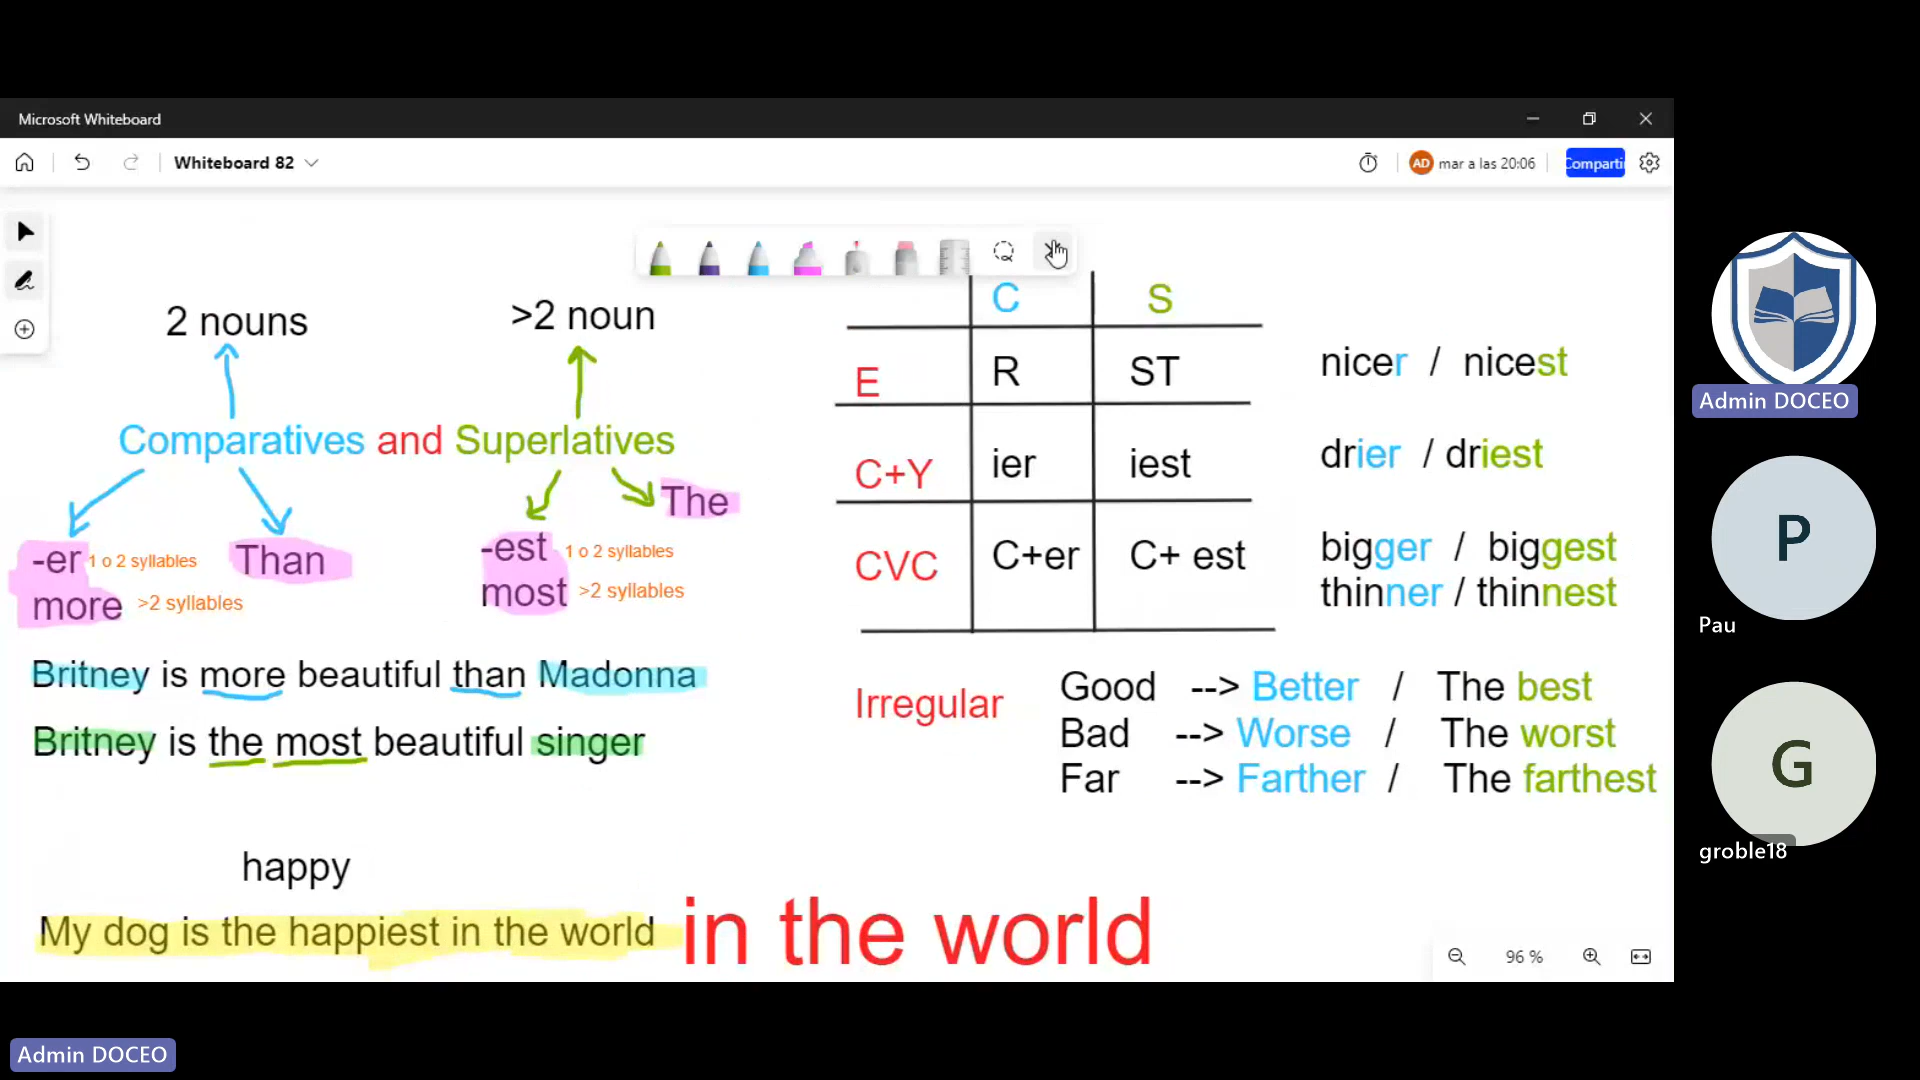 Microsoft Whiteboard
Whiteboard 82
AD mar a las 20:06
Comparti
2 nouns
>2 noun
Comparatives and Superlatives
-er 1 o 2 syllables
more >2 syllables
Than
-est 1 o 2 syllables
most >2 syllables
The
Britney is more beautiful than Madonna
Britney is the most beautiful singer
happy
My dog is the happiest in the world
in the world
C S
E R ST nicer / nicest
C+Y ier iest drier / driest
CVC C+er C+ est bigger / biggest
thinner / thinnest
Irregular
Good --> Better / The best
Bad --> Worse / The worst
Far --> Farther / The farthest
96 %
Admin DOCEO
P
Pau
G
groble18
Admin DOCEO